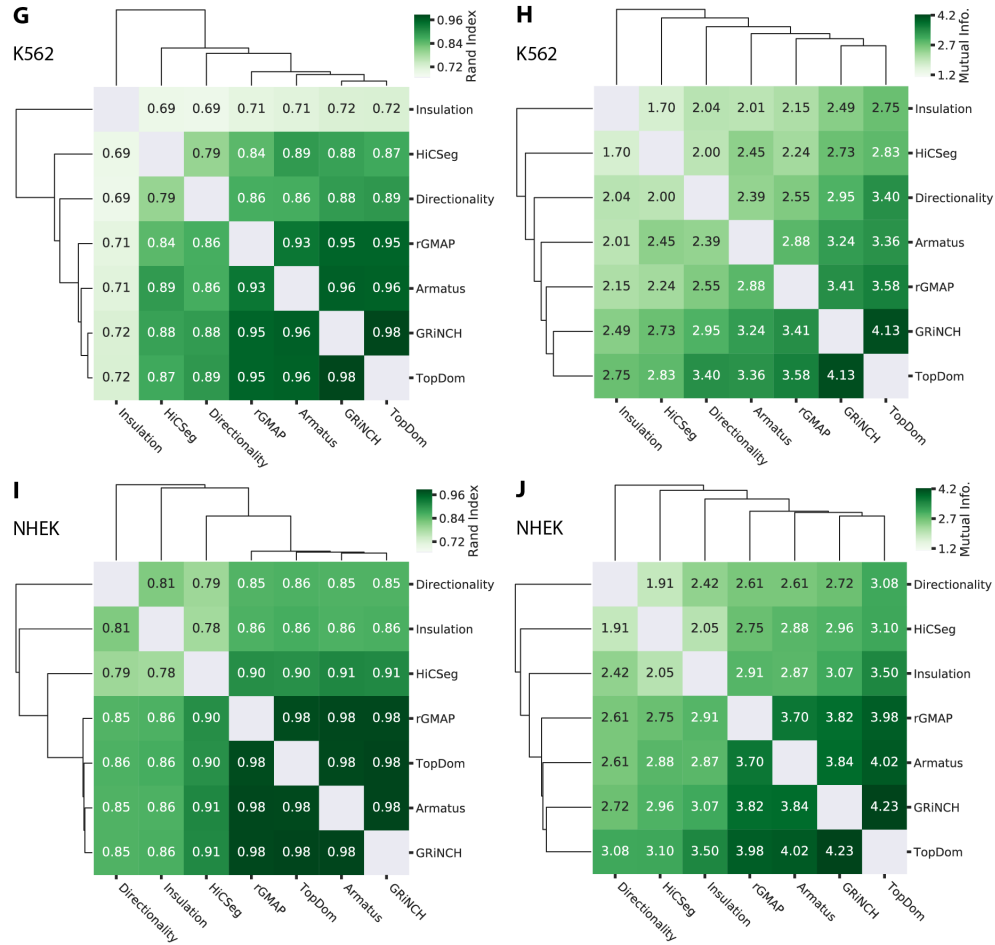 G
K562
0.96
0.84
0.72
Rand Index
0.69 0.69 0.71 0.71 0.72 0.72 Insulation
0.69 0.79 0.84 0.89 0.88 0.87 HiCSeg
0.69 0.79 0.86 0.86 0.88 0.89 Directionality
0.71 0.84 0.86 0.93 0.95 0.95 rGMAP
0.71 0.89 0.86 0.93 0.96 0.96 Armatus
0.72 0.88 0.88 0.95 0.96 0.98 GRiNCH
0.72 0.87 0.89 0.95 0.96 0.98 TopDom
Insulation HiCSeg Directionality rGMAP Armatus GRiNCH TopDom
H
K562
4.2
2.7
1.2
Mutual Info.
1.70 2.04 2.01 2.15 2.49 2.75 Insulation
1.70 2.00 2.45 2.24 2.73 2.83 HiCSeg
2.04 2.00 2.39 2.55 2.95 3.40 Directionality
2.01 2.45 2.39 2.88 3.24 3.36 Armatus
2.15 2.24 2.55 2.88 3.41 3.58 rGMAP
2.49 2.73 2.95 3.24 3.41 4.13 GRiNCH
2.75 2.83 3.40 3.36 3.58 4.13 TopDom
Insulation HiCSeg Directionality Armatus rGMAP GRiNCH TopDom
I
NHEK
0.96
0.84
0.72
Rand Index
0.81 0.79 0.85 0.86 0.85 0.85 Directionality
0.81 0.78 0.86 0.86 0.86 0.86 Insulation
0.79 0.78 0.90 0.90 0.91 0.91 HiCSeg
0.85 0.86 0.90 0.98 0.98 0.98 rGMAP
0.86 0.86 0.90 0.98 0.98 0.98 TopDom
0.85 0.86 0.91 0.98 0.98 0.98 Armatus
0.85 0.86 0.91 0.98 0.98 0.98 GRiNCH
Directionality Insulation HiCSeg rGMAP TopDom Armatus GRiNCH
J
NHEK
4.2
2.7
1.2
Mutual Info.
1.91 2.42 2.61 2.61 2.72 3.08 Directionality
1.91 2.05 2.75 2.88 2.96 3.10 HiCSeg
2.42 2.05 2.91 2.87 3.07 3.50 Insulation
2.61 2.75 2.91 3.70 3.82 3.98 rGMAP
2.61 2.88 2.87 3.70 3.84 4.02 Armatus
2.72 2.96 3.07 3.82 3.84 4.23 GRiNCH
3.08 3.10 3.50 3.98 4.02 4.23 TopDom
Directionality HiCSeg Insulation rGMAP Armatus GRiNCH TopDom